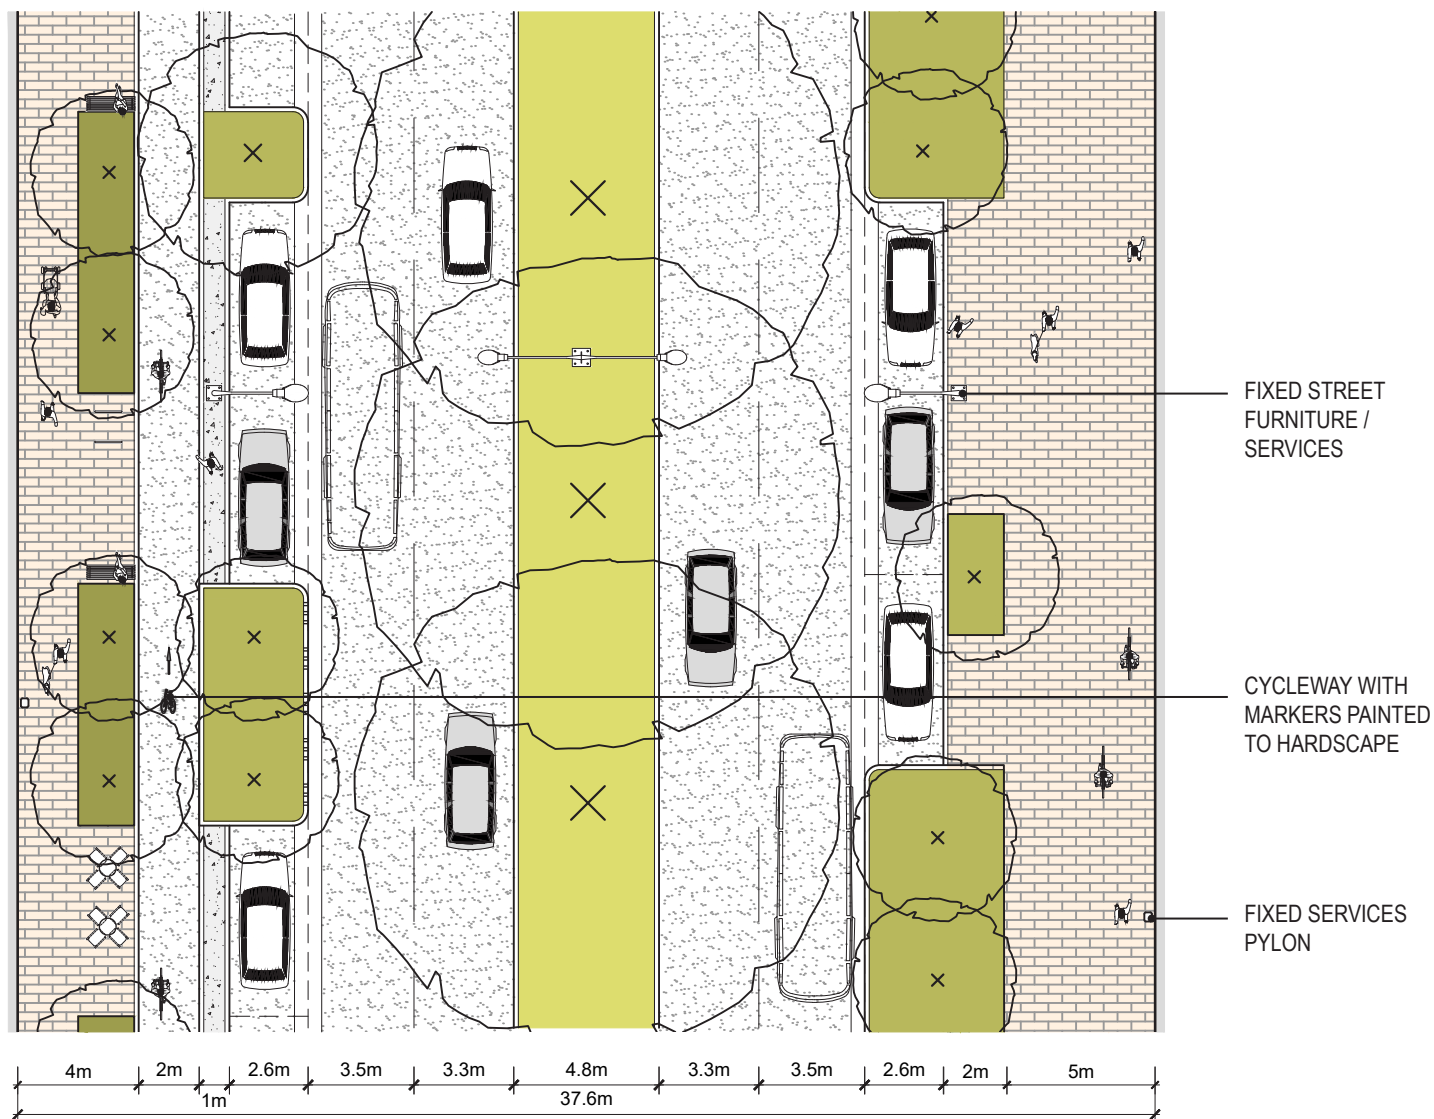 FIXED STREET
FURNITURE /
SERVICES
CYCLEWAY WITH
MARKERS PAINTED
TO HARDSCAPE
FIXED SERVICES
PYLON
4m 2m 2.6m 3.5m 3.3m 4.8m 3.3m 3.5m 2.6m 2m 5m
1m 37.6m